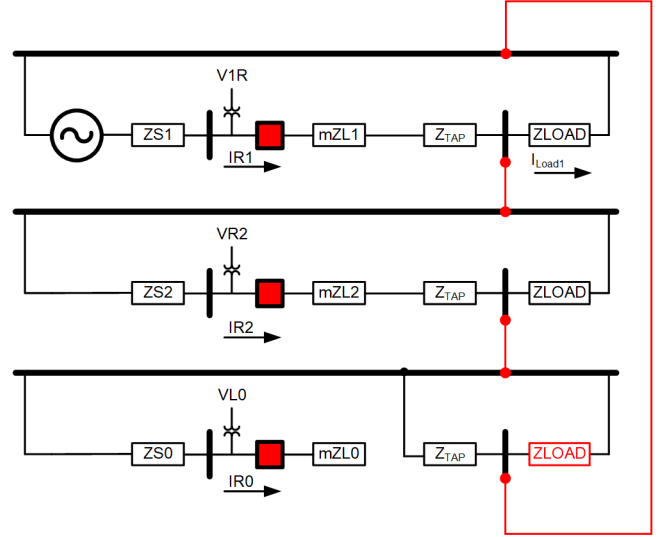 V1R
ZS1
mZL1
ZTAP
ZLOAD
IR1
ILoad1
VR2
ZS2
mZL2
ZTAP
ZLOAD
IR2
VL0
ZS0
mZL0
ZTAP
ZLOAD
IR0